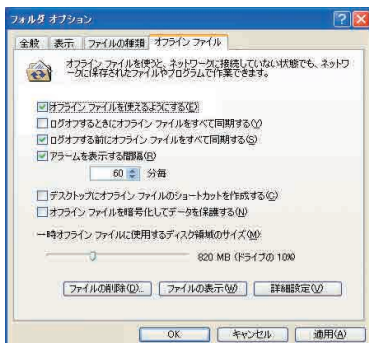 フォルダ オプション
全般 表示 ファイルの種類 オフライン ファイル
オフライン ファイルを使うと、ネットワークに接続していない状態でも、ネットワ
ークに保存されたファイルやプログラムで作業できます。
オフライン ファイルを使えるようにする(E)
ログオンするときにオフライン ファイルをすべて同期する(Y)
ログオフする前にオフライン ファイルをすべて同期する(S)
アラームを表示する間隔(R)
60 分毎
デスクトップにオフライン ファイルのショートカットを作成する(C)
オフライン ファイルを暗号化してデータを保護する(N)
一時オフライン ファイルに使用するディスク領域のサイズ(M):
820 MB (ドライブの 10%)
ファイルの削除(D)... ファイルの表示(W) 詳細設定(V)
OK キャンセル 適用(A)